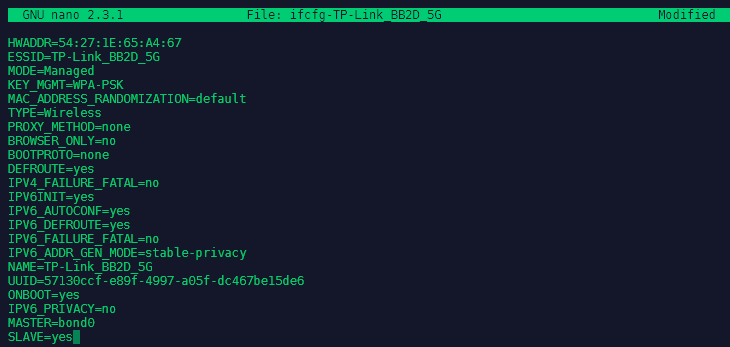 GNU nano 2.3.1 File: ifcfg-TP-Link_BB2D_5G Modified
HWADDR=54:27:1E:65:A4:67
ESSID=TP-Link_BB2D_5G
MODE=Managed
KEY_MGMT=WPA-PSK
MAC_ADDRESS_RANDOMIZATION=default
TYPE=Wireless
PROXY_METHOD=none
BROWSER_ONLY=no
BOOTPROTO=none
DEFROUTE=yes
IPV4_FAILURE_FATAL=no
IPV6INIT=yes
IPV6_AUTOCONF=yes
IPV6_DEFROUTE=yes
IPV6_FAILURE_FATAL=no
IPV6_ADDR_GEN_MODE=stable-privacy
NAME=TP-Link_BB2D_5G
UUID=57130ccf-e89f-4997-a05f-dc467be15de6
ONBOOT=yes
IPV6_PRIVACY=no
MASTER=bond0
SLAVE=yes